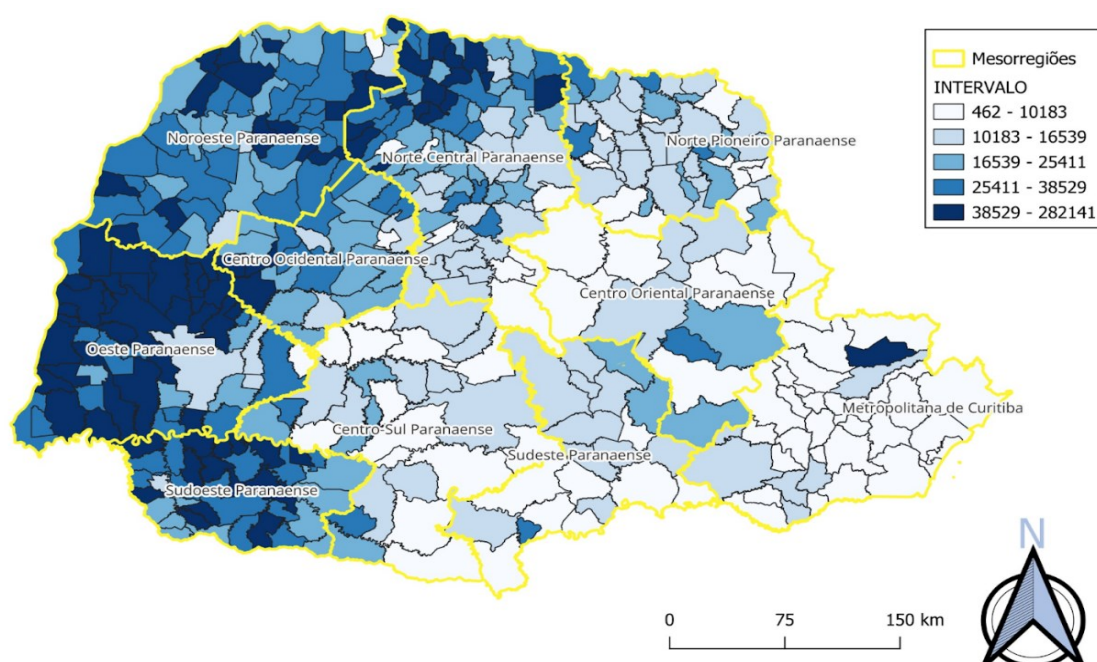 Mesorregiões
INTERVALO
462 - 10183
10183 - 16539
16539 - 25411
25411 - 38529
38529 - 282141
Noroeste Paranaense
Norte Central Paranaense
Norte Pioneiro Paranaense
Centro Ocidental Paranaense
Centro Oriental Paranaense
Oeste Paranaense
Metropolitana de Curitiba
Centro-Sul Paranaense
Sudeste Paranaense
Sudoeste Paranaense
N
0 75 150 km